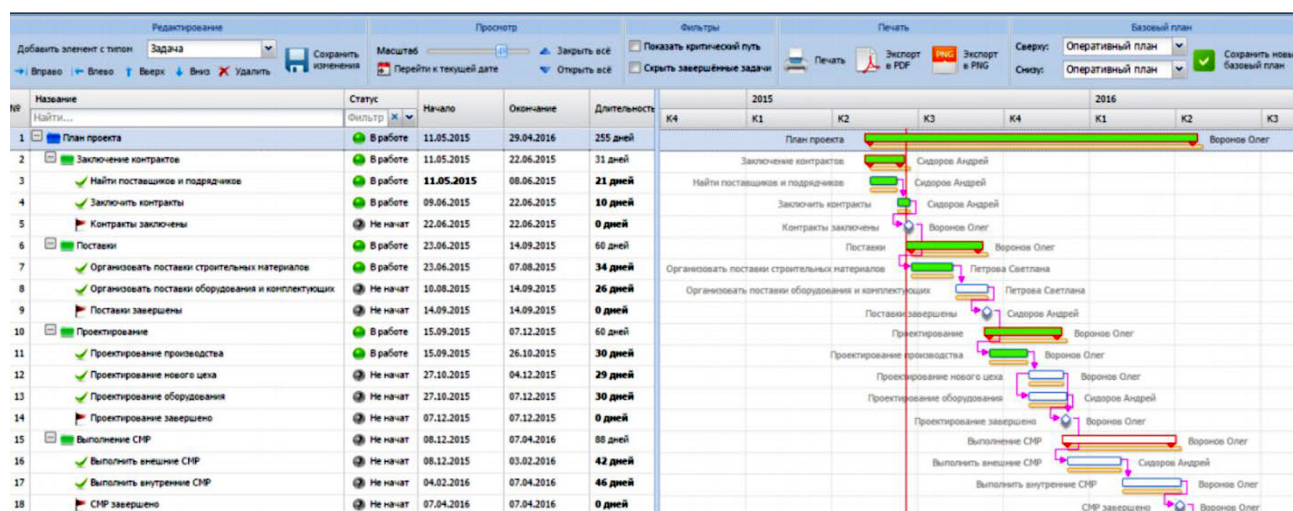 Редактирование Просмотр Фильтры Печать Базовый план
Добавить элемент с типом Задача Сохранить изменения Масштаб Закрыть всё Показать критический путь Печать Экспорт в PDF PNG Экспорт в PNG Сверху: Оперативный план Сохранить новы базовый план
Вправо Влево Вверх Вниз Удалить Перейти к текущей дате Открыть всё Скрыть завершённые задачи Снизу: Оперативный план
№ Название Статус Начало Окончание Длительность 2015 2016
Найти... Фильтр К4 К1 К2 К3 К4 К1 К2 К3
1 План проекта В работе 11.05.2015 29.04.2016 255 дней План проекта Воронов Олег
2 Заключение контрактов В работе 11.05.2015 22.06.2015 31 дней Заключение контрактов Сидоров Андрей
3 Найти поставщиков и подрядчиков В работе 11.05.2015 08.06.2015 21 дней Найти поставщиков и подрядчиков Сидоров Андрей
4 Заключить контракты В работе 09.06.2015 22.06.2015 10 дней Заключить контракты Сидоров Андрей
5 Контракты заключены Не начат 22.06.2015 22.06.2015 0 дней Контракты заключены Воронов Олег
6 Поставки В работе 23.06.2015 14.09.2015 60 дней Поставки Воронов Олег
7 Организовать поставки строительных материалов В работе 23.06.2015 07.08.2015 34 дней Организовать поставки строительных материалов Петрова Светлана
8 Организовать поставки оборудования и комплектующих Не начат 10.08.2015 14.09.2015 26 дней Организовать поставки оборудования и комплектующих Петрова Светлана
9 Поставки завершены Не начат 14.09.2015 14.09.2015 0 дней Поставки завершены Сидоров Андрей
10 Проектирование В работе 15.09.2015 07.12.2015 60 дней Проектирование Воронов Олег
11 Проектирование производства В работе 15.09.2015 26.10.2015 30 дней Проектирование производства Воронов Олег
12 Проектирование нового цеха Не начат 27.10.2015 04.12.2015 29 дней Проектирование нового цеха Воронов Олег
13 Проектирование оборудования Не начат 27.10.2015 07.12.2015 30 дней Проектирование оборудования Сидоров Андрей
14 Проектирование завершено Не начат 07.12.2015 07.12.2015 0 дней Проектирование завершено Воронов Олег
15 Выполнение СМР Не начат 08.12.2015 07.04.2016 88 дней Выполнение СМР Воронов Олег
16 Выполнить внешние СМР Не начат 08.12.2015 03.02.2016 42 дней Выполнить внешние СМР Сидоров Андрей
17 Выполнить внутренние СМР Не начат 04.02.2016 07.04.2016 46 дней Выполнить внутренние СМР Воронов Олег
18 СМР завершено Не начат 07.04.2016 07.04.2016 0 дней СМР завершено Воронов Олег